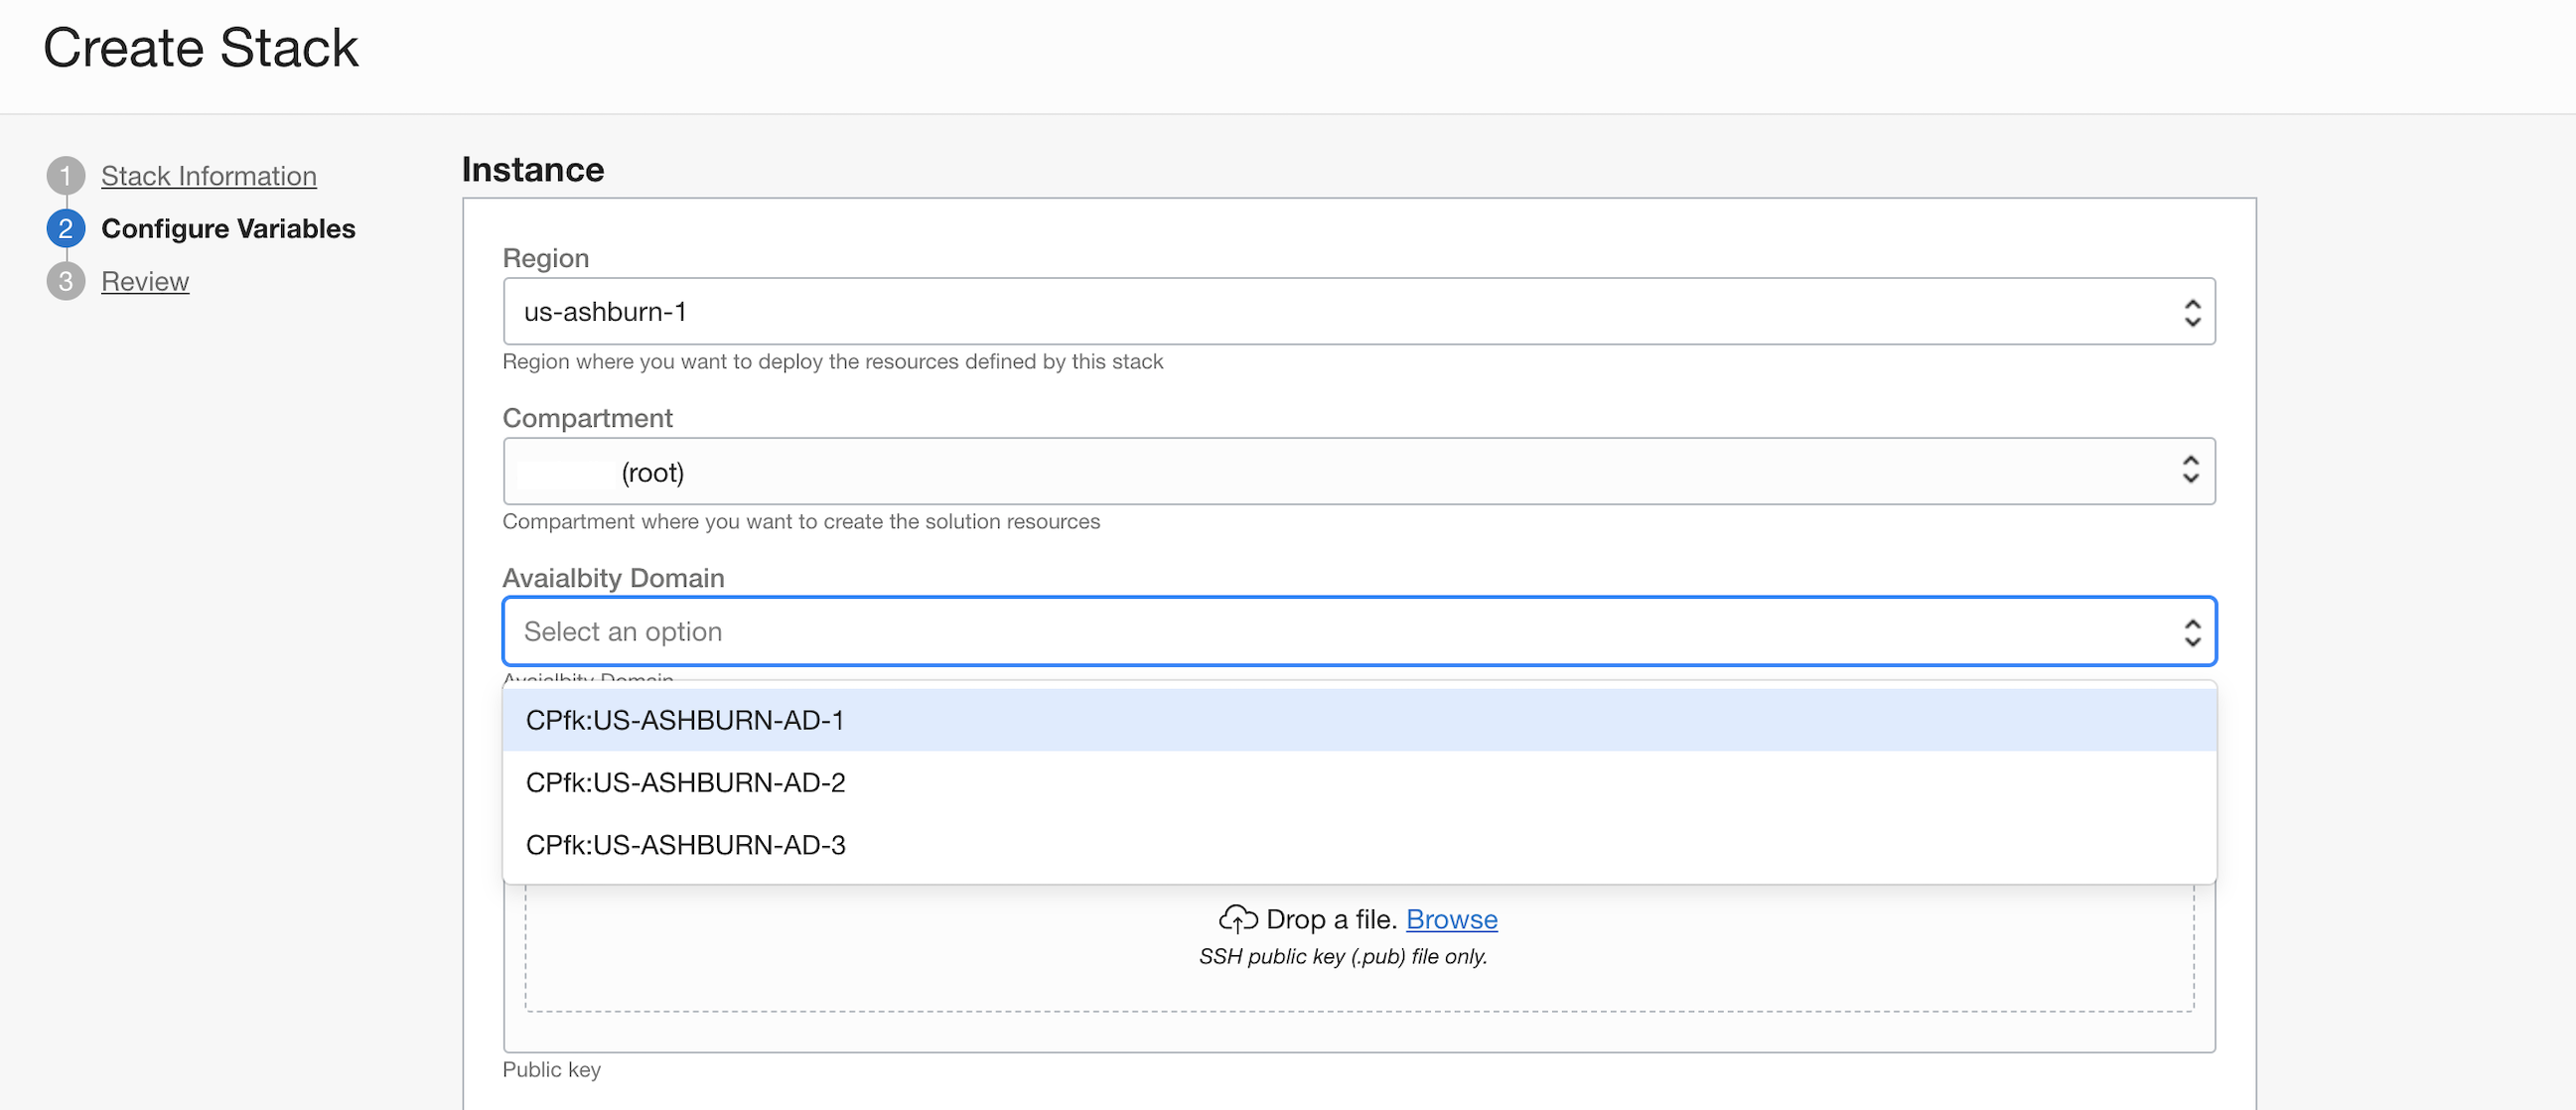 Create Stack
1 Stack Information
2 Configure Variables
3 Review
Instance
Region
us-ashburn-1
Region where you want to deploy the resources defined by this stack
Compartment
(root)
Compartment where you want to create the solution resources
Avaialbity Domain
Select an option
Avaialbity Domain
CPfk:US-ASHBURN-AD-1
CPfk:US-ASHBURN-AD-2
CPfk:US-ASHBURN-AD-3
Drop a file. Browse
SSH public key (.pub) file only.
Public key